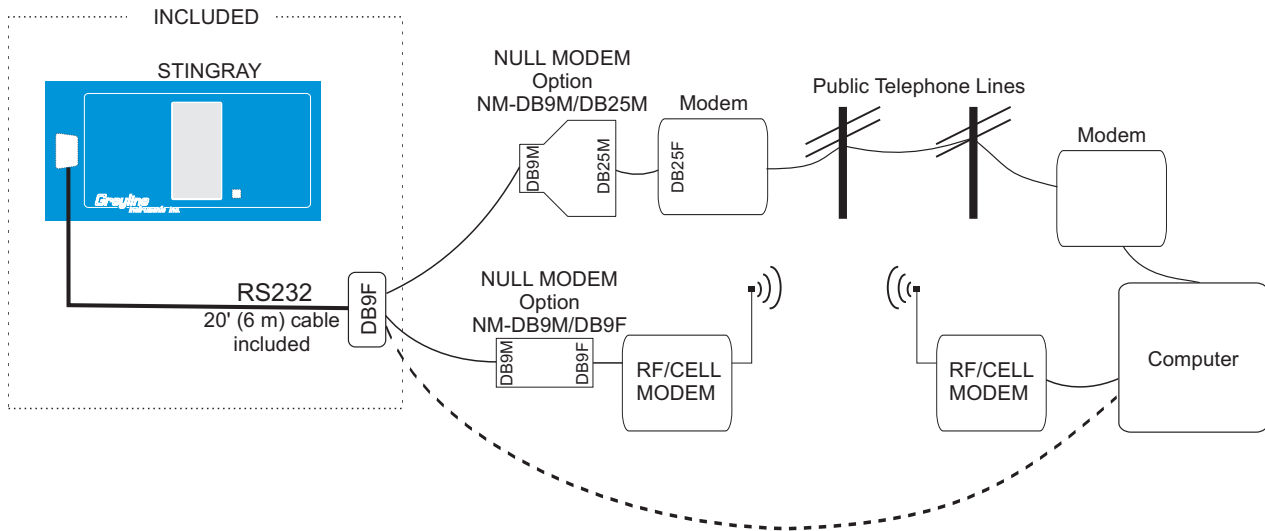 INCLUDED
STINGRAY
Greyline
Instruments Inc.
RS232
20' (6 m) cable
included
DB9F
NULL MODEM
Option
NM-DB9M/DB25M
DB9M
DB25M
Modem
DB25F
Public Telephone Lines
Modem
NULL MODEM
Option
NM-DB9M/DB9F
DB9M
DB9F
RF/CELL
MODEM
RF/CELL
MODEM
Computer